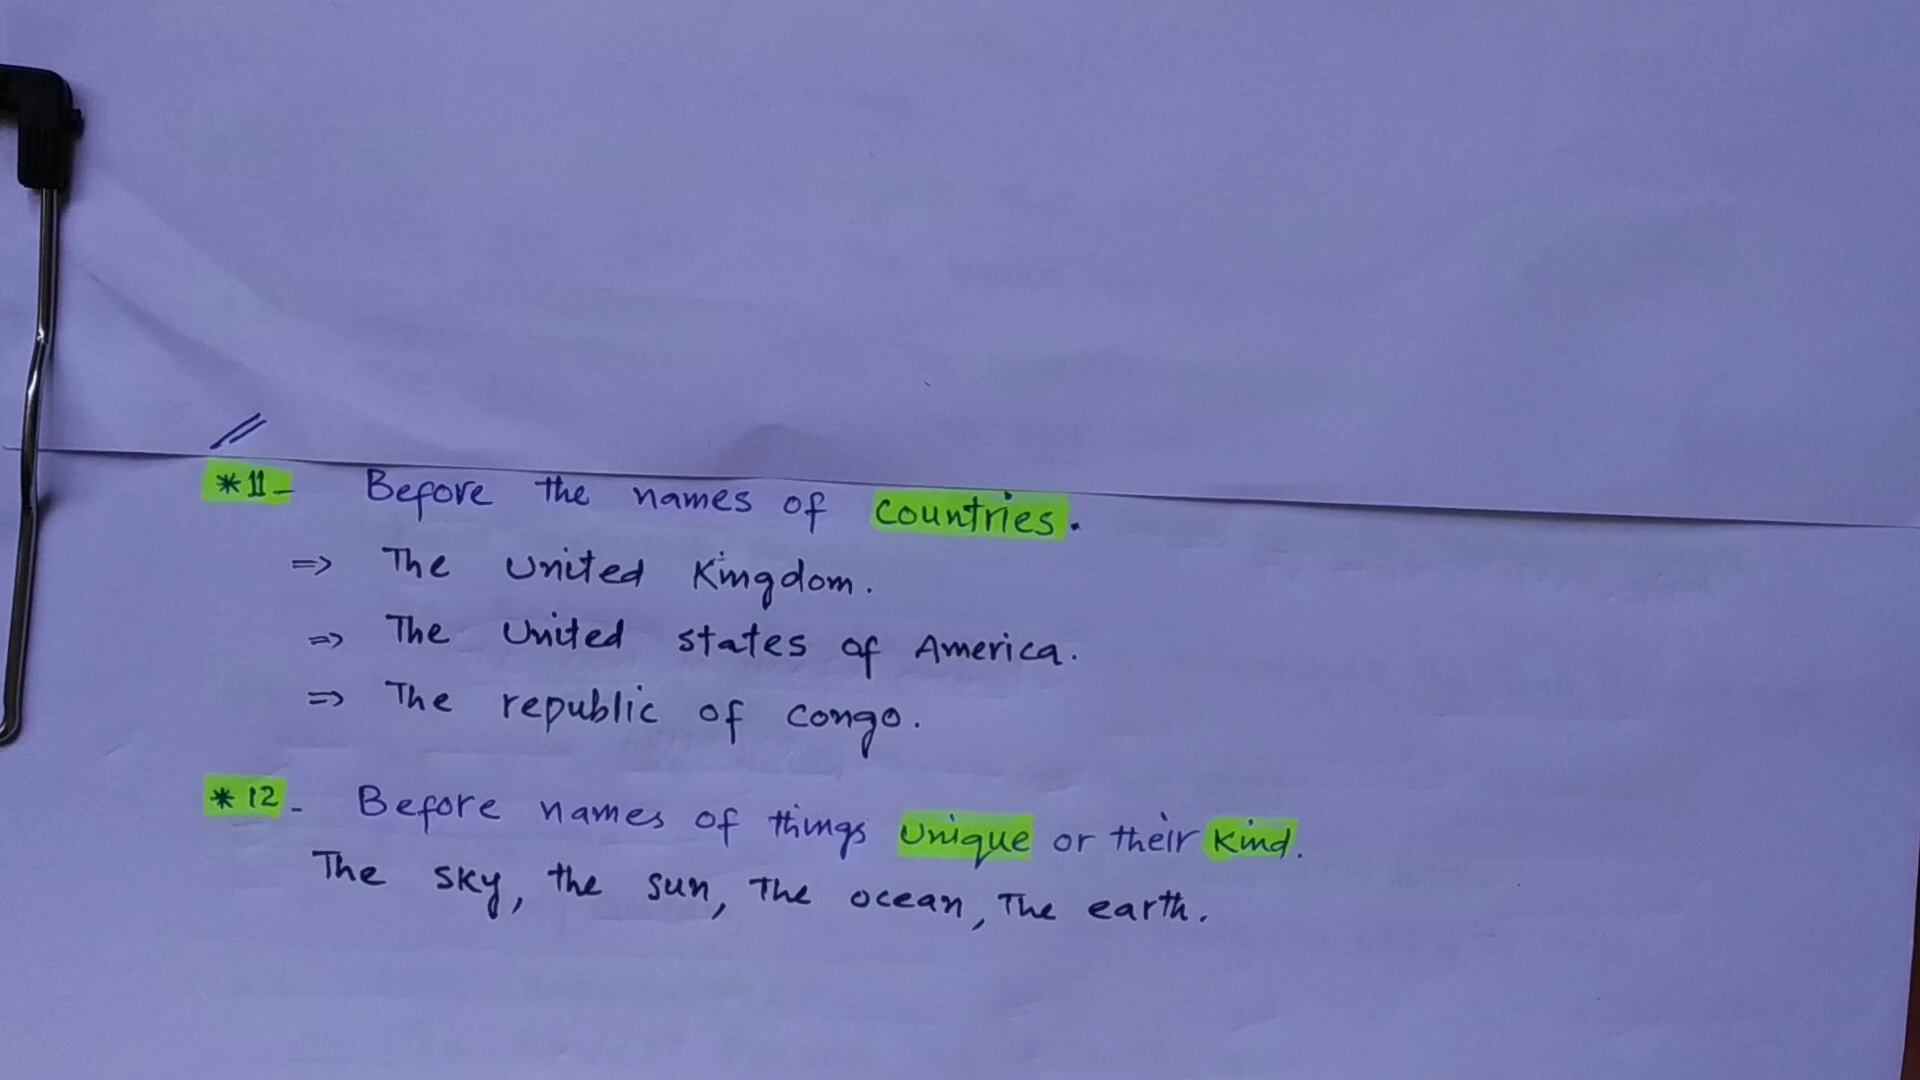 *11- Before the names of countries.
=> The united Kingdom.
=> The United states of America.
=> The republic of congo.
*12- Before names of things unique or their kind.
The sky, the sun, The ocean, The earth.